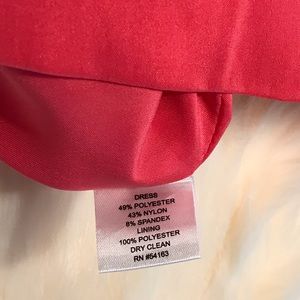 DRESS
49% POLYESTER
43% NYLON
8% SPANDEX
LINING
100% POLYESTER
DRY CLEAN
RN #64163